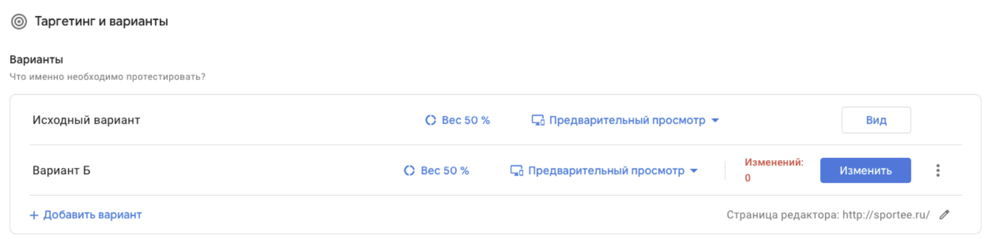 Таргетинг и варианты
Варианты
Что именно необходимо протестировать?
Исходный вариант Вес 50 % Предварительный просмотр Вид
Вариант Б Вес 50 % Предварительный просмотр Изменений: 0 Изменить
+ Добавить вариант Страница редактора: http://sportee.ru/